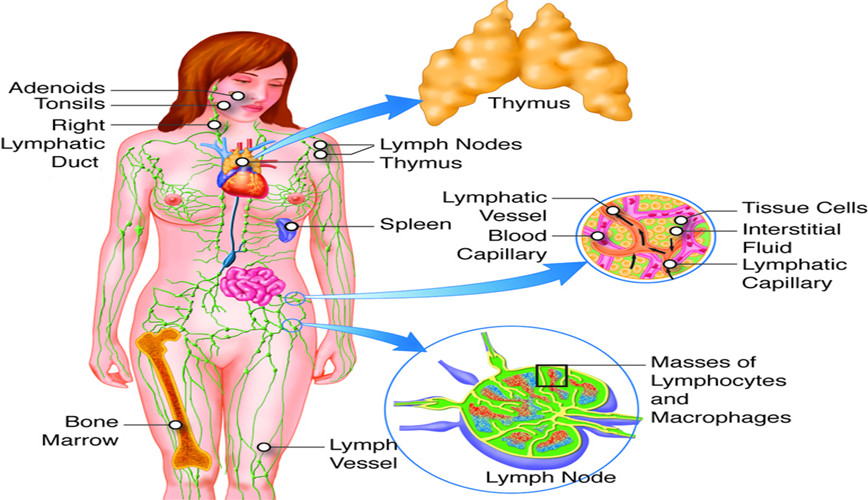 Adenoids
Tonsils
Right
Lymphatic
Duct
Thymus
Lymph Nodes
Thymus
Spleen
Lymphatic
Vessel
Blood
Capillary
Tissue Cells
Interstitial
Fluid
Lymphatic
Capillary
Masses of
Lymphocytes
and
Macrophages
Lymph Node
Bone
Marrow
Lymph
Vessel